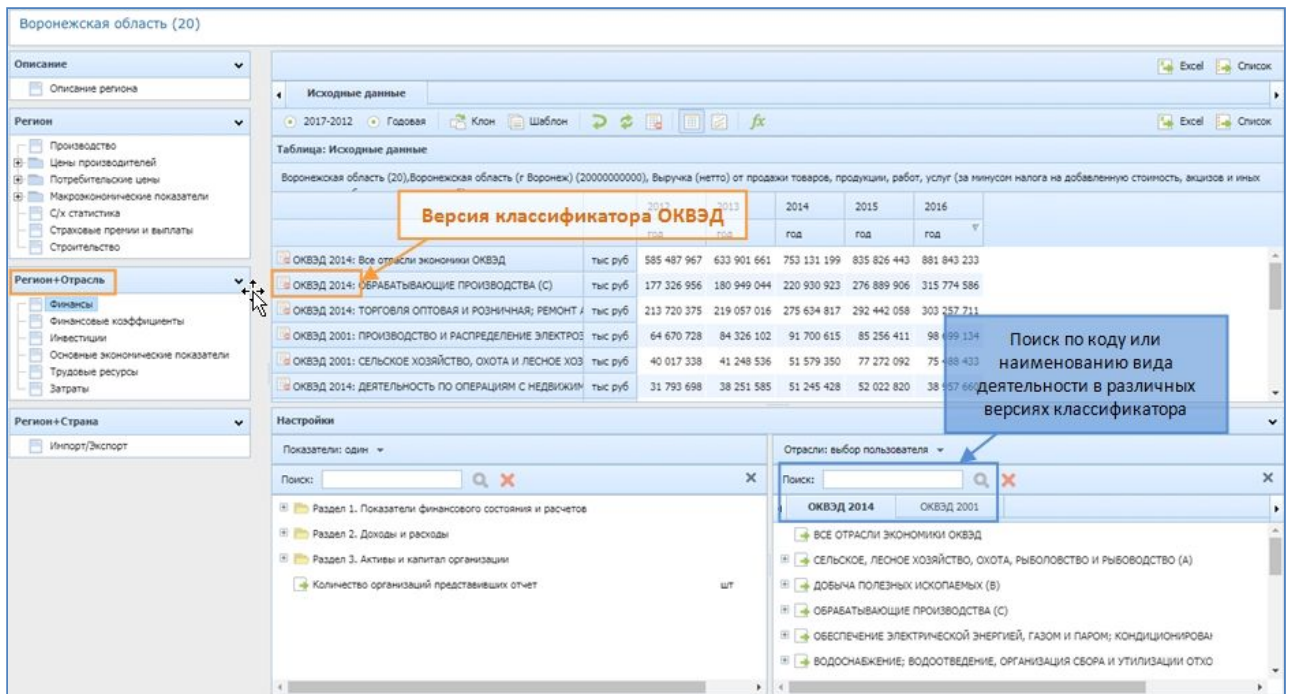 Воронежская область (20)
Описание
Описание региона
Регион
Производство
Цены производителей
Потребительские цены
Макроэкономические показатели
С/х статистика
Страховые премии и выплаты
Строительство
Регион+Отрасль
Финансы
Финансовые коэффициенты
Инвестиции
Основные экономические показатели
Трудовые ресурсы
Затраты
Регион+Страна
Импорт/Экспорт
Excel Список
Исходные данные
2017-2012 Годовая Клон Шаблон fx Excel Список
Таблица: Исходные данные
Воронежская область (20),Воронежская область (г Воронеж) (20000000000), Выручка (нетто) от продажи товаров, продукции, работ, услуг (за минусом налога на добавленную стоимость, акцизов и иных
Версия классификатора ОКВЭД
2012 2013 2014 2015 2016
год год год год год
ОКВЭД 2014: Все отрасли экономики ОКВЭД тыс руб 585 487 967 633 901 661 753 131 199 835 826 443 881 843 233
ОКВЭД 2014: ОБРАБАТЫВАЮЩИЕ ПРОИЗВОДСТВА (C) тыс руб 177 326 956 180 949 044 220 930 923 276 889 906 315 774 586
ОКВЭД 2014: ТОРГОВЛЯ ОПТОВАЯ И РОЗНИЧНАЯ; РЕМОНТ тыс руб 213 720 375 219 057 016 275 634 817 292 442 058 303 257 711
ОКВЭД 2001: ПРОИЗВОДСТВО И РАСПРЕДЕЛЕНИЕ ЭЛЕКТРОЭ тыс руб 64 670 728 84 326 102 91 700 615 85 256 411 98
ОКВЭД 2001: СЕЛЬСКОЕ ХОЗЯЙСТВО, ОХОТА И ЛЕСНОЕ ХОЗ тыс руб 40 017 338 41 248 536 51 579 350 77 272 092 75
ОКВЭД 2014: ДЕЯТЕЛЬНОСТЬ ПО ОПЕРАЦИЯМ С НЕДВИЖИМ тыс руб 31 793 698 38 251 585 51 245 428 52 022 820 38
Поиск по коду или
наименованию вида
деятельности в различных
версиях классификатора
Настройки
Показатели: один
Поиск:
Раздел 1. Показатели финансового состояния и расчетов
Раздел 2. Доходы и расходы
Раздел 3. Активы и капитал организации
Количество организаций представивших отчет шт
Отрасли: выбор пользователя
Поиск:
ОКВЭД 2014 ОКВЭД 2001
ВСЕ ОТРАСЛИ ЭКОНОМИКИ ОКВЭД
СЕЛЬСКОЕ, ЛЕСНОЕ ХОЗЯЙСТВО, ОХОТА, РЫБОЛОВСТВО И РЫБОВОДСТВО (A)
ДОБЫЧА ПОЛЕЗНЫХ ИСКОПАЕМЫХ (B)
ОБРАБАТЫВАЮЩИЕ ПРОИЗВОДСТВА (C)
ОБЕСПЕЧЕНИЕ ЭЛЕКТРИЧЕСКОЙ ЭНЕРГИЕЙ, ГАЗОМ И ПАРОМ; КОНДИЦИОНИРОВАН
ВОДОСНАБЖЕНИЕ; ВОДООТВЕДЕНИЕ, ОРГАНИЗАЦИЯ СБОРА И УТИЛИЗАЦИИ ОТХО